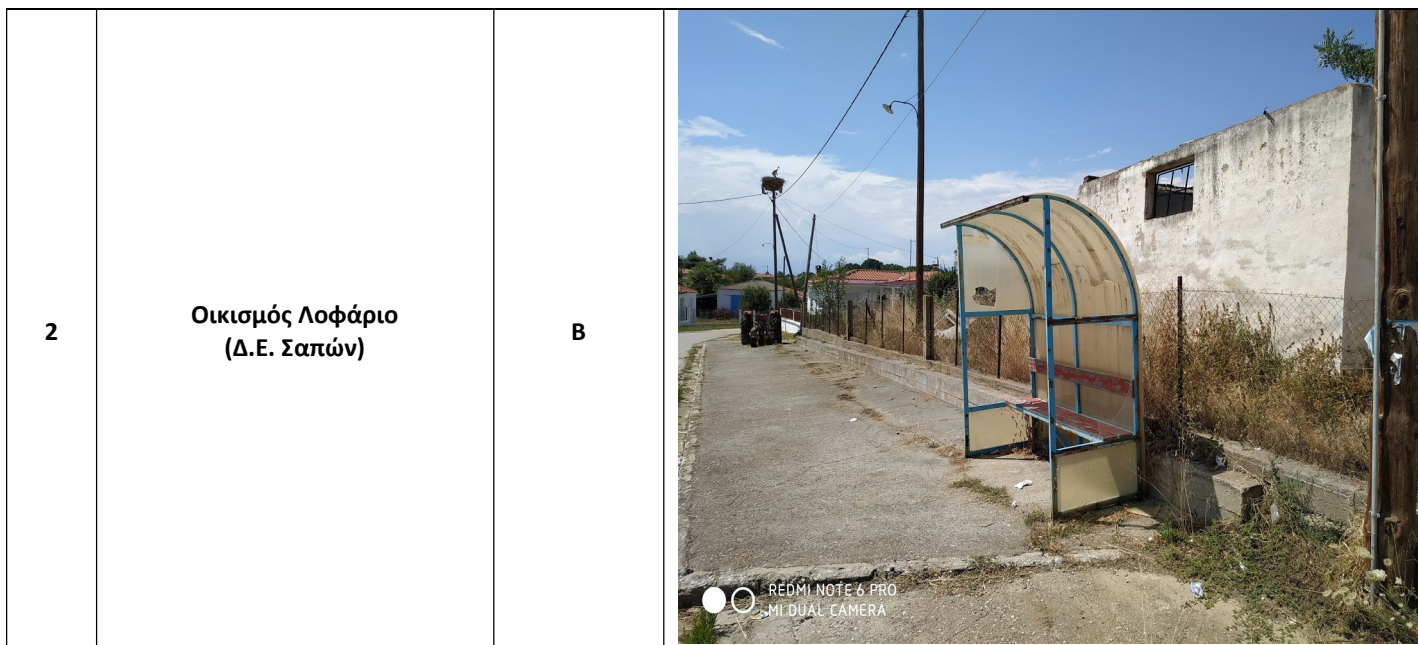 2
Οικισμός Λοφάριο
(Δ.Ε. Σαπών)
Β
REDMI NOTE 6 PRO
MI DUAL CAMERA